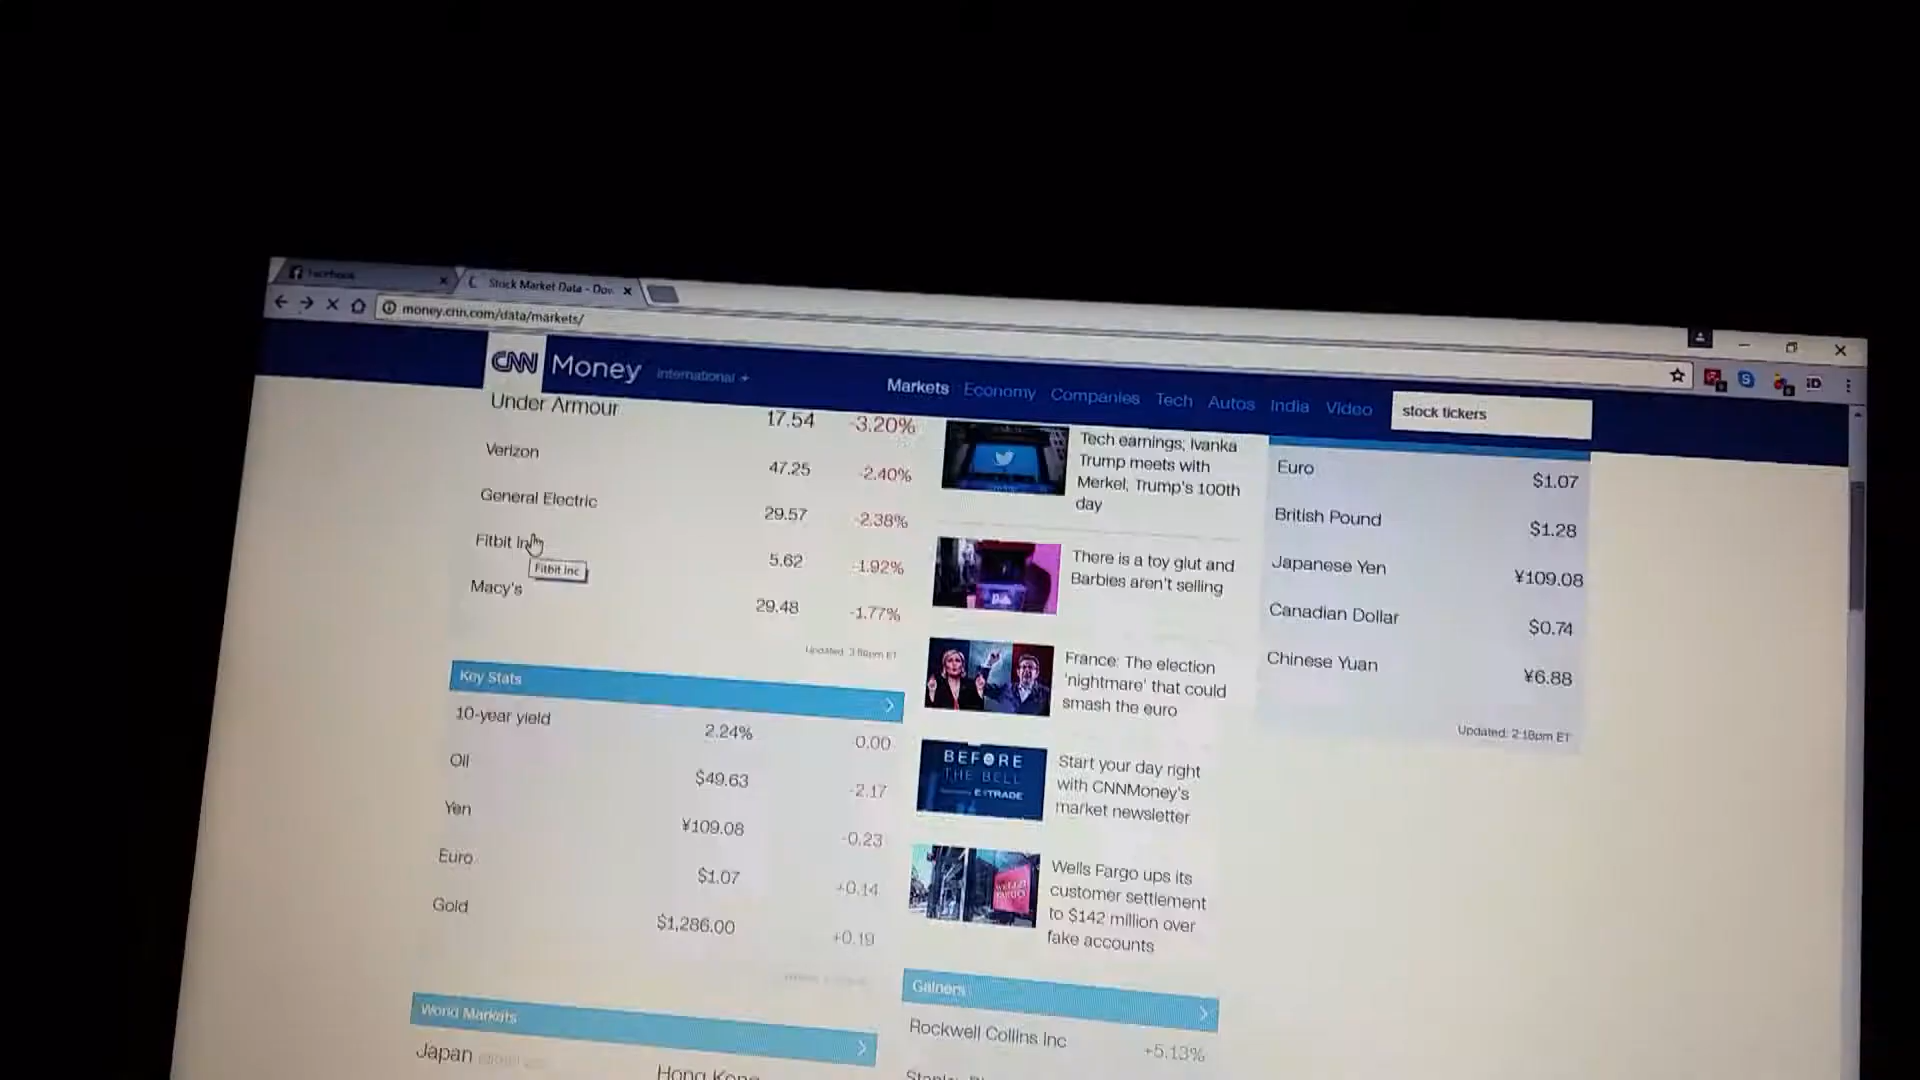 Facebook
Stock Market Data - Dow
money.cnn.com/data/markets/
CNN Money International +
Markets Economy Companies Tech Autos India Video
stock tickers
iD
Under Armour 17.54 -3.20%
Verizon 47.25 -2.40%
General Electric 29.57 -2.38%
Fitbit In 5.62 -1.92%
Fitbit Inc
Macy's 29.48 -1.77%
Updated ET
Key Stats
10-year yield 2.24% 0.00
Oil $49.63 -2.17
Yen ¥109.08 -0.23
Euro $1.07 +0.14
Gold $1,286.00 +0.19
World Markets
Japan
Hong Kong
Tech earnings; Ivanka
Trump meets with
Merkel; Trump's 100th
day
There is a toy glut and
Barbies aren't selling
France: The election
'nightmare' that could
smash the euro
BEFORE
THE BELL
E*TRADE
Start your day right
with CNNMoney's
market newsletter
WELLS
FARGO
Wells Fargo ups its
customer settlement
to $142 million over
fake accounts
Gainers
Rockwell Collins Inc +5.13%
Euro $1.07
British Pound $1.28
Japanese Yen ¥109.08
Canadian Dollar $0.74
Chinese Yuan ¥6.88
Updated: 2:18pm ET